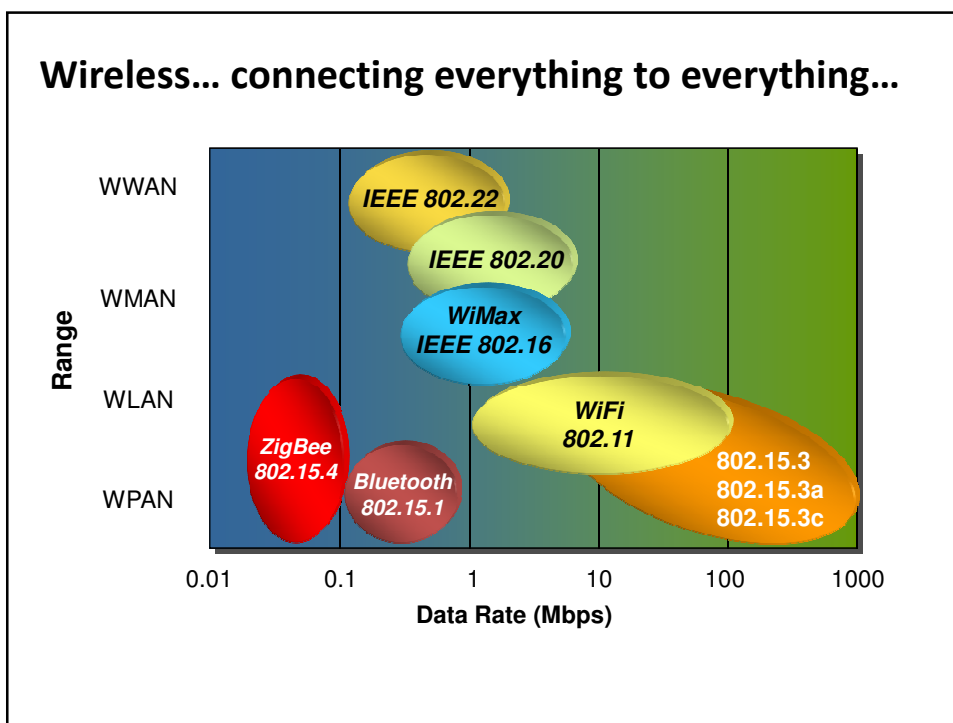 Wireless… connecting everything to everything…
Range
WWAN
WMAN
WLAN
WPAN
IEEE 802.22
IEEE 802.20
WiMax
IEEE 802.16
WiFi
802.11
ZigBee
802.15.4
Bluetooth
802.15.1
802.15.3
802.15.3a
802.15.3c
0.01 0.1 1 10 100 1000
Data Rate (Mbps)